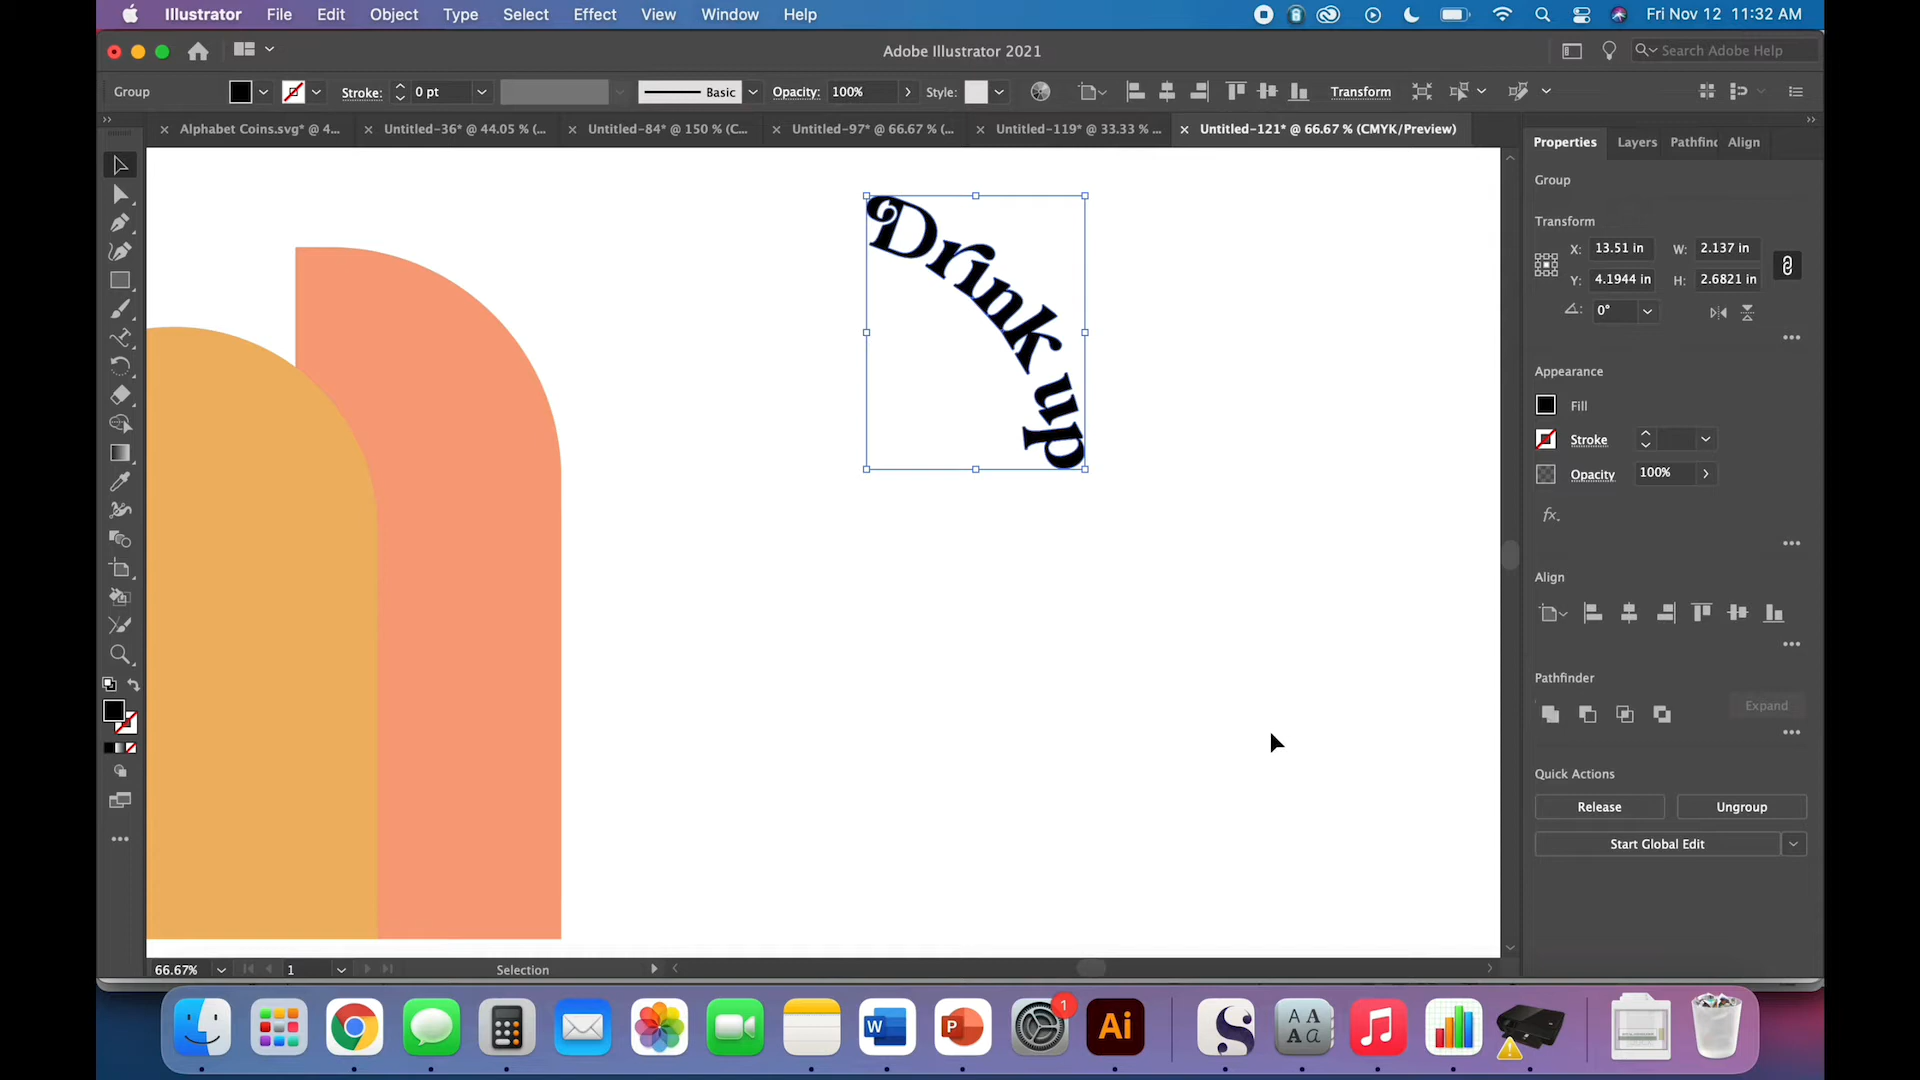 Illustrator File Edit Object Type Select Effect View Window Help Fri Nov 12 11:32 AM
Adobe Illustrator 2021 Search Adobe Help
Group Stroke: 0 pt Basic Opacity: 100% Style: Transform
Alphabet Coins.svg* @ 4... Untitled-36* @ 44.05 % (... Untitled-84* @ 150 % (C... Untitled-97* @ 66.67 % (... Untitled-119* @ 33.33 % ... Untitled-121* @ 66.67 % (CMYK/Preview)
Properties Layers Pathfind Align
Group
Transform
X: 13.51 in W: 2.137 in
Y: 4.1944 in H: 2.6821 in
0°
Appearance
Fill
Stroke
Opacity 100%
fx.
Align
Pathfinder
Expand
Quick Actions
Release Ungroup
Start Global Edit
Drink up
66.67% 1 Selection
W P 1 Ai S A A A a